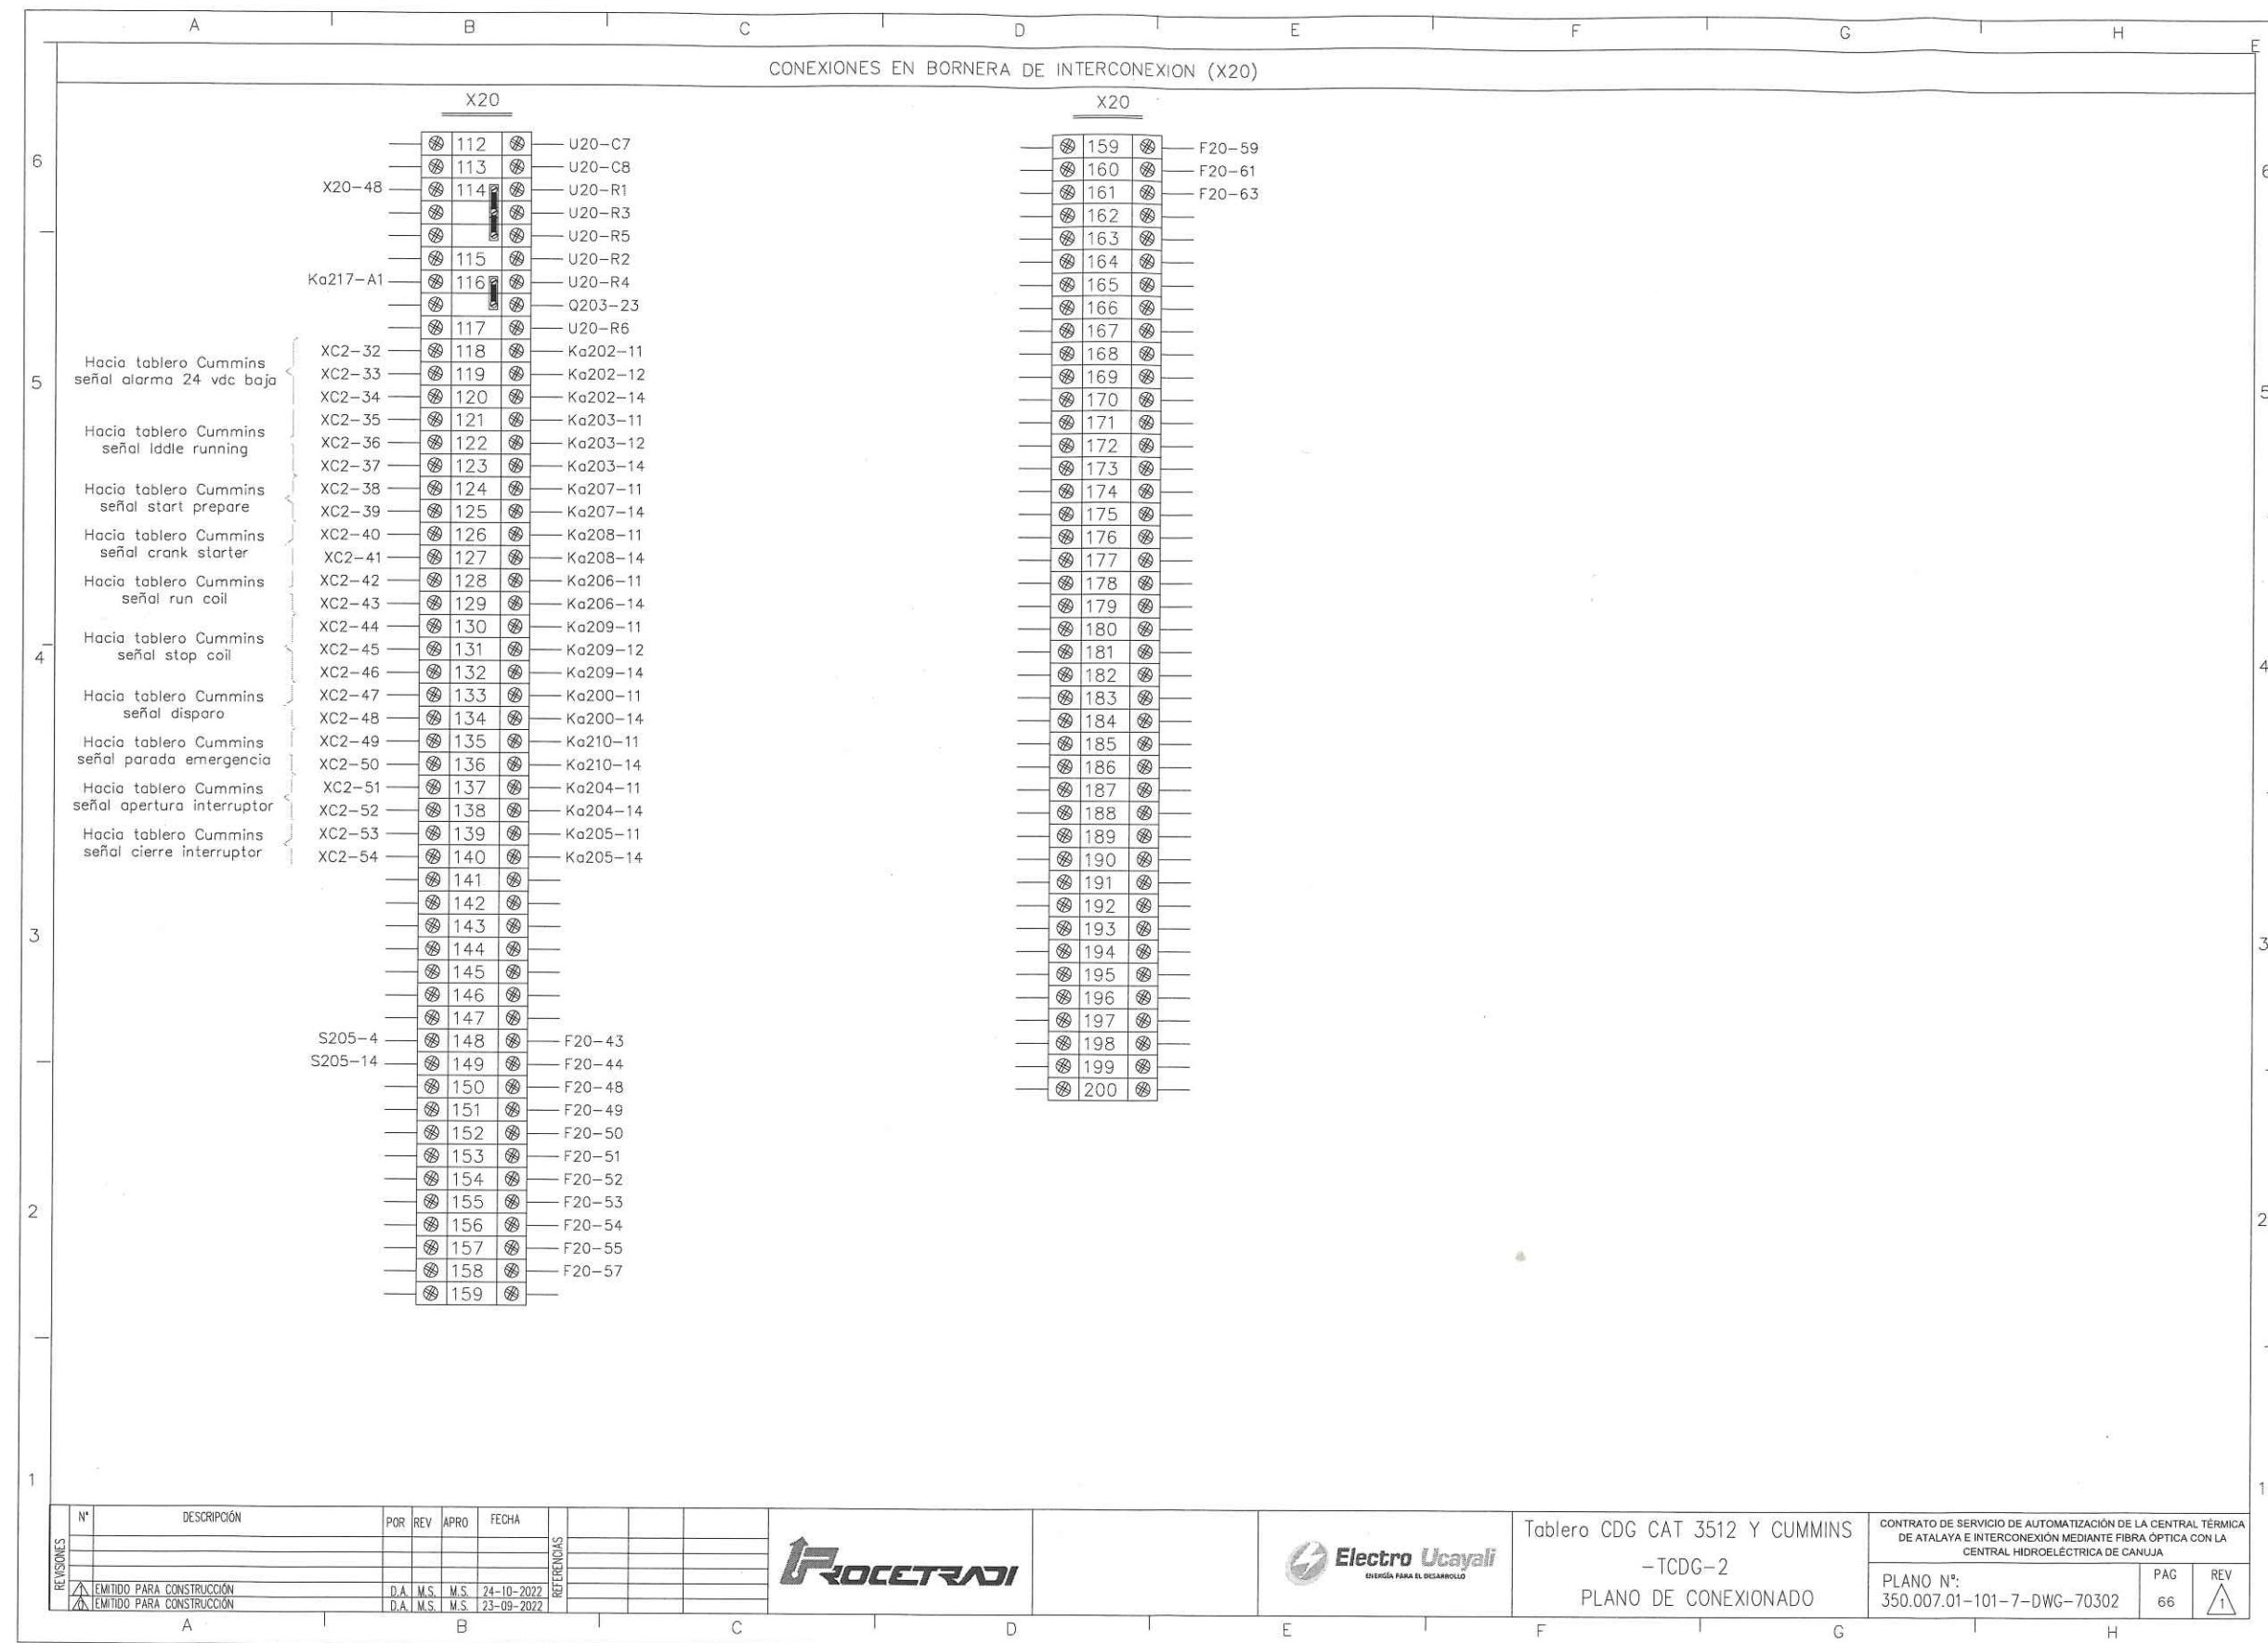 A B C D E F G H
E
CONEXIONES EN BORNERA DE INTERCONEXION (X20)
X20
112 U20-C7
113 U20-C8
X20-48 114 U20-R1
U20-R3
U20-R5
115 U20-R2
Ka217-A1 116 U20-R4
Q203-23
117 U20-R6
Hacia tablero Cummins
señal alarma 24 vdc baja
XC2-32 118 Ka202-11
XC2-33 119 Ka202-12
XC2-34 120 Ka202-14
Hacia tablero Cummins
señal Iddle running
XC2-35 121 Ka203-11
XC2-36 122 Ka203-12
XC2-37 123 Ka203-14
Hacia tablero Cummins
señal start prepare
XC2-38 124 Ka207-11
XC2-39 125 Ka207-14
Hacia tablero Cummins
señal crank starter
XC2-40 126 Ka208-11
XC2-41 127 Ka208-14
Hacia tablero Cummins
señal run coil
XC2-42 128 Ka206-11
XC2-43 129 Ka206-14
Hacia tablero Cummins
señal stop coil
XC2-44 130 Ka209-11
XC2-45 131 Ka209-12
XC2-46 132 Ka209-14
Hacia tablero Cummins
señal disparo
XC2-47 133 Ka200-11
XC2-48 134 Ka200-14
Hacia tablero Cummins
señal parada emergencia
XC2-49 135 Ka210-11
XC2-50 136 Ka210-14
Hacia tablero Cummins
señal apertura interruptor
XC2-51 137 Ka204-11
XC2-52 138 Ka204-14
Hacia tablero Cummins
señal cierre interruptor
XC2-53 139 Ka205-11
XC2-54 140 Ka205-14
141
142
143
144
145
146
147
S205-4 148 F20-43
S205-14 149 F20-44
150 F20-48
151 F20-49
152 F20-50
153 F20-51
154 F20-52
155 F20-53
156 F20-54
157 F20-55
158 F20-57
159
X20
159 F20-59
160 F20-61
161 F20-63
162
163
164
165
166
167
168
169
170
171
172
173
174
175
176
177
178
179
180
181
182
183
184
185
186
187
188
189
190
191
192
193
194
195
196
197
198
199
200
6 6
5 5
4 4
3 3
2 2
1 1
REVISIONES
N° DESCRIPCIÓN POR REV APRO FECHA
1 EMITIDO PARA CONSTRUCCIÓN D.A. M.S. M.S. 24-10-2022
0 EMITIDO PARA CONSTRUCCIÓN D.A. M.S. M.S. 23-09-2022
REFERENCIAS
PROCETRADI
Electro Ucayali
ENERGÍA PARA EL DESARROLLO
Tablero CDG CAT 3512 Y CUMMINS
-TCDG-2
PLANO DE CONEXIONADO
CONTRATO DE SERVICIO DE AUTOMATIZACIÓN DE LA CENTRAL TÉRMICA
DE ATALAYA E INTERCONEXIÓN MEDIANTE FIBRA ÓPTICA CON LA
CENTRAL HIDROELÉCTRICA DE CANUJA
PLANO N°:
350.007.01-101-7-DWG-70302
PAG
66
REV
1
A B C D E F G H